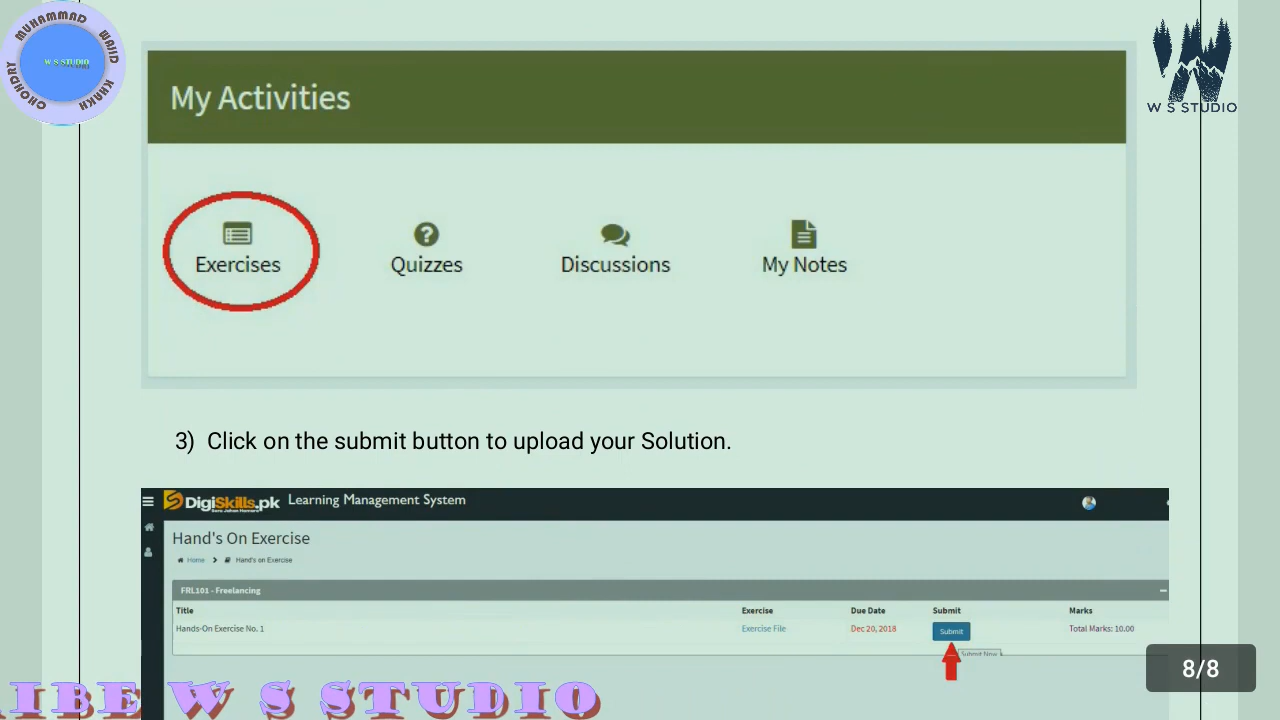 MUHAMMAD WAJID KHAKH CHOHDRY
W S STUDIO
W S STUDIO
My Activities
Exercises
Quizzes
Discussions
My Notes
3) Click on the submit button to upload your Solution.
DigiSkills.pk Learning Management System
Hand's On Exercise
Home > Hand's on Exercise
FRL101 - Freelancing
Title Exercise Due Date Submit Marks
Hands-On Exercise No. 1 Exercise File Dec 20, 2018 Submit Total Marks: 10.00
Submit Now
8/8
IBE W S STUDIO